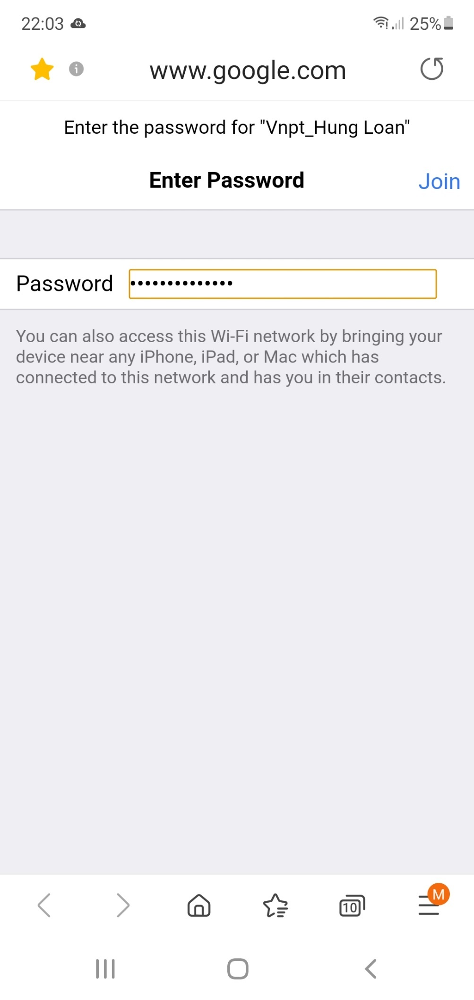 22:03 25%
www.google.com
Enter the password for "Vnpt_Hung Loan"
Enter Password Join
Password ••••••••••••••
You can also access this Wi-Fi network by bringing your
device near any iPhone, iPad, or Mac which has
connected to this network and has you in their contacts.
10 M